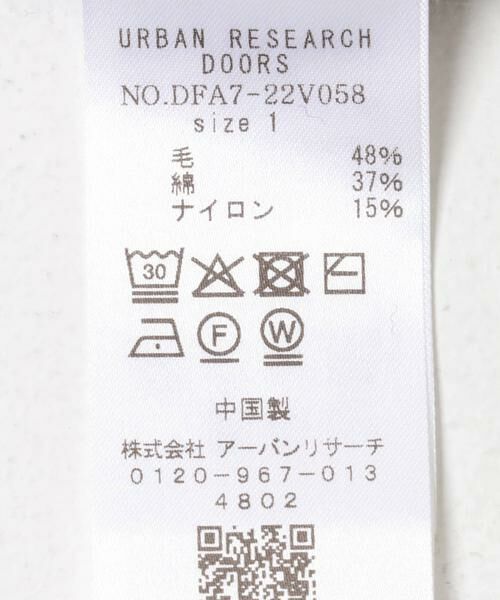 URBAN RESEARCH
DOORS
NO.DFA7-22V058
size 1
毛 48%
綿 37%
ナイロン 15%
30
F W
中国製
株式会社 アーバンリサーチ
0120-967-013
4802